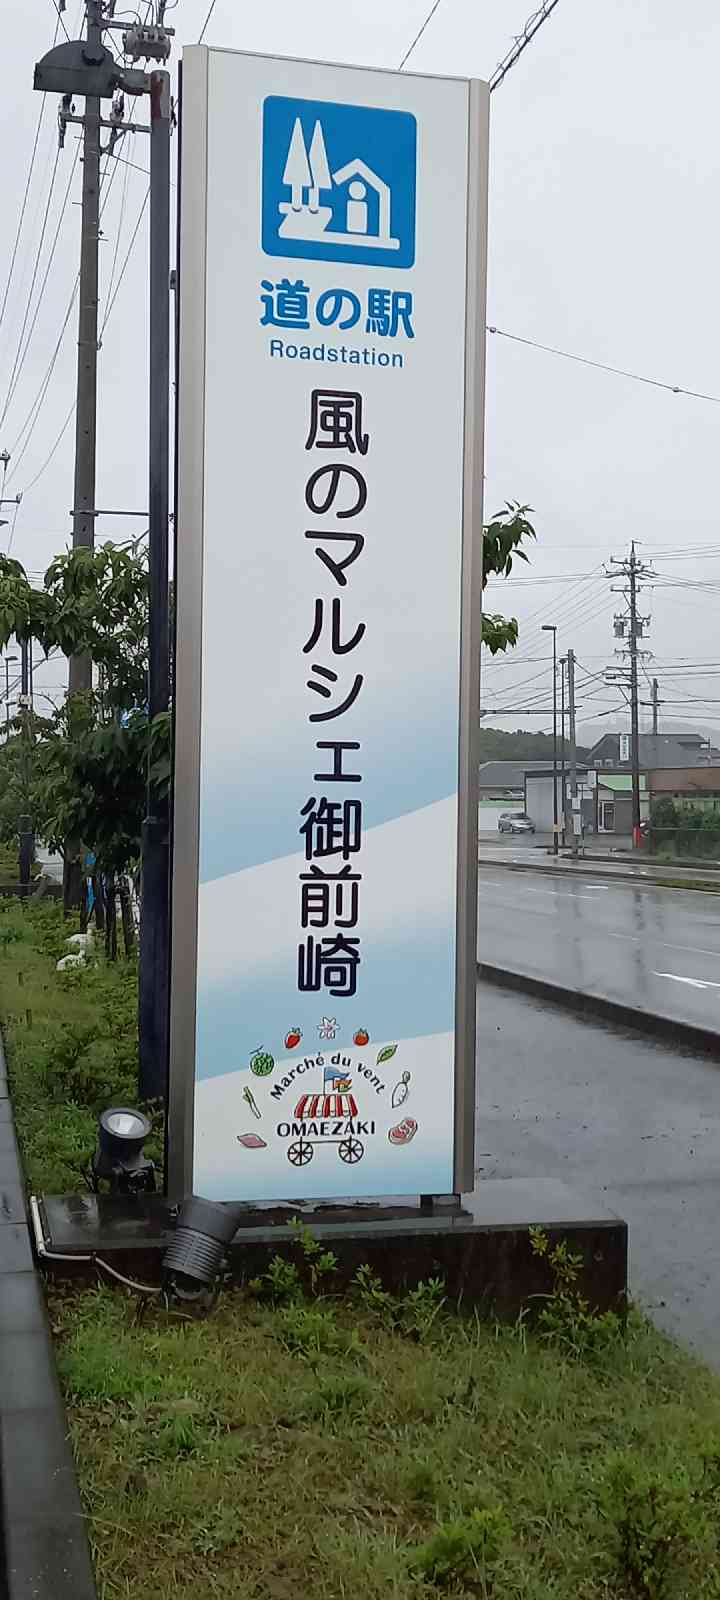 道の駅
Roadstation
風のマルシェ御前崎
Marché du vent
OMAEZAKI